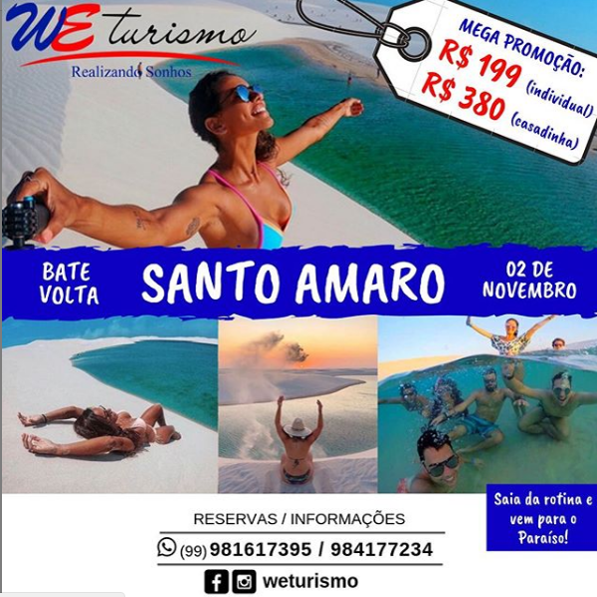 WE turismo
Realizando Sonhos
MEGA PROMOÇÃO:
R$ 199 (individual)
R$ 380 (casadinha)
BATE
VOLTA
SANTO AMARO
02 DE
NOVEMBRO
Saia da rotina e
vem para o
Paraíso!
RESERVAS / INFORMAÇÕES
(99) 981617395 / 984177234
weturismo